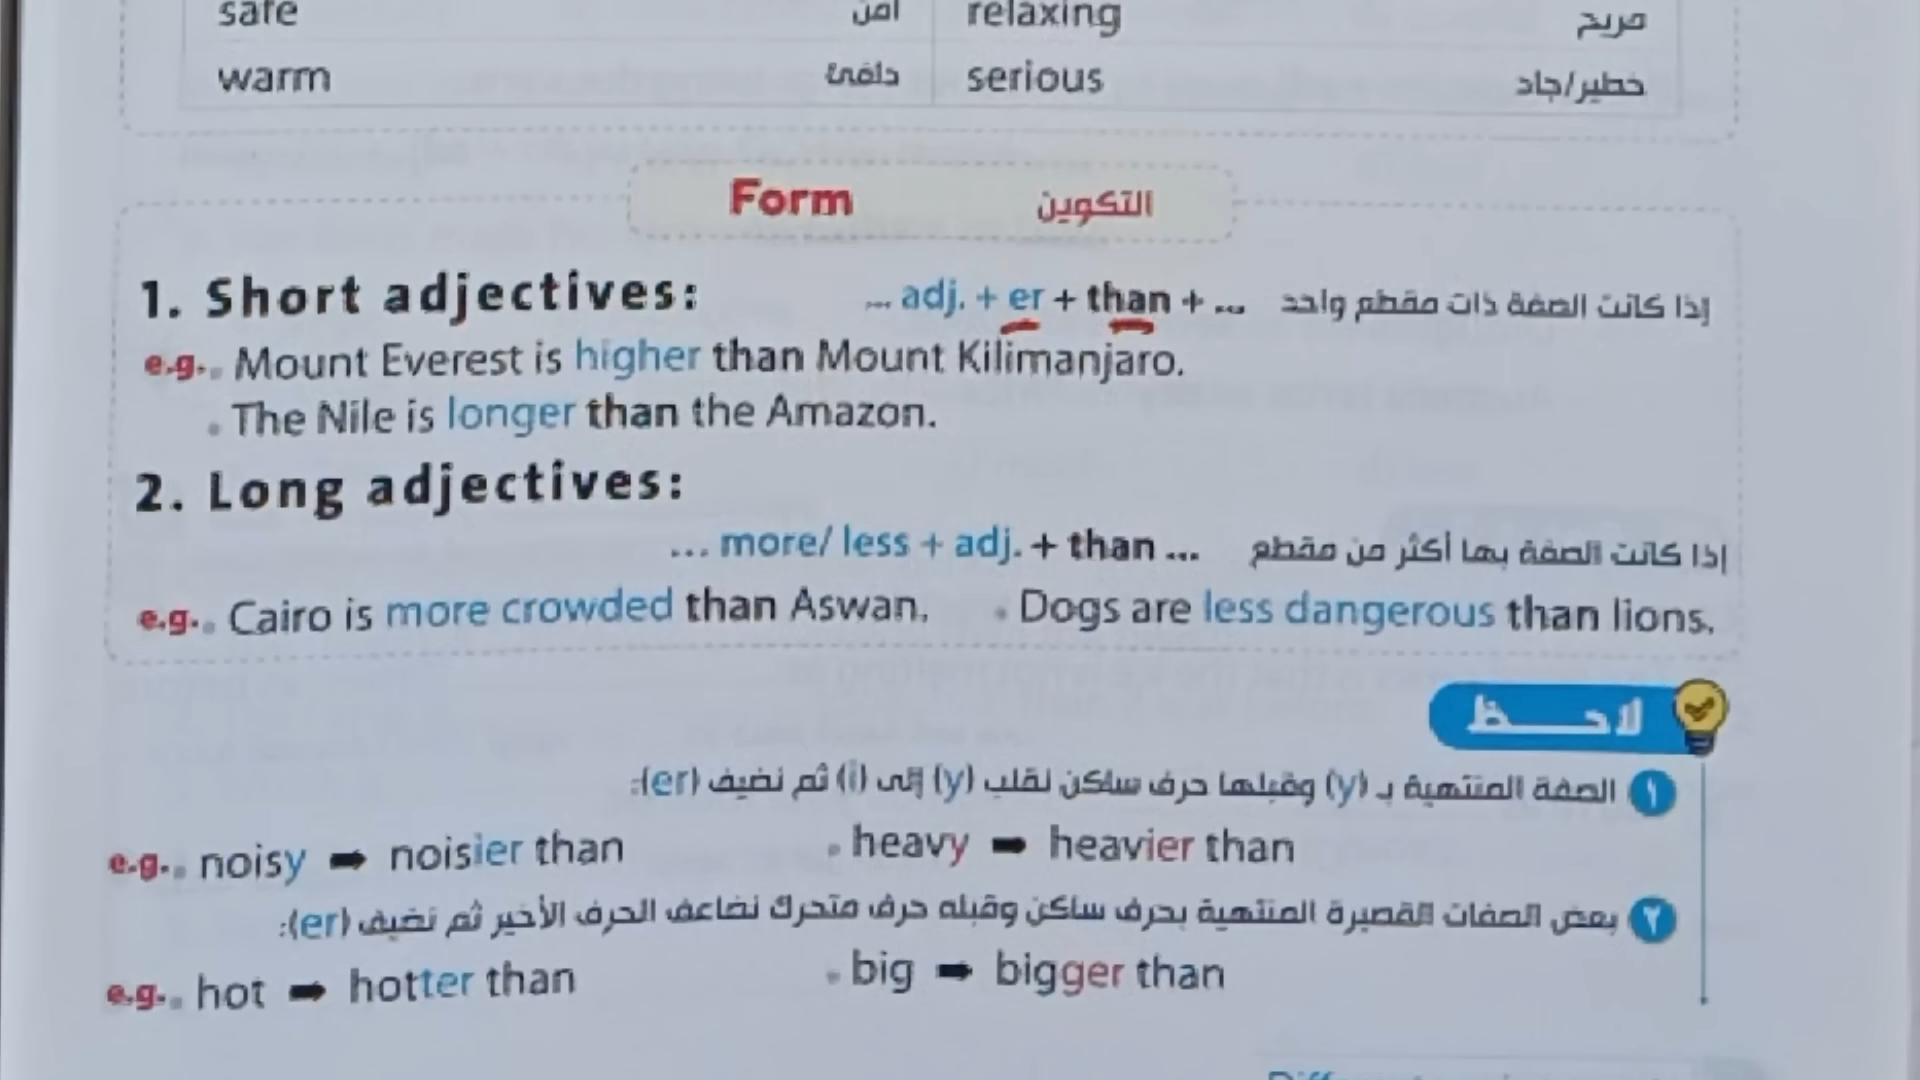 safe آمن relaxing مريح
warm دافئ serious خطير/جاد
Form التكوين
1. Short adjectives: ... adj. + er + than + ... إذا كانت الصفة ذات مقطع واحد
e.g. • Mount Everest is higher than Mount Kilimanjaro.
• The Nile is longer than the Amazon.
2. Long adjectives:
... more/ less + adj. + than ... إذا كانت الصفة بها أكثر من مقطع
e.g. • Cairo is more crowded than Aswan. • Dogs are less dangerous than lions.
لاحـــظ
١ الصفة المنتهية بـ (y) وقبلها حرف ساكن نقلب (y) إلى (i) ثم نضيف (er):
e.g. • noisy ➡ noisier than • heavy ➡ heavier than
٢ بعض الصفات القصيرة المنتهية بحرف ساكن وقبله حرف متحرك نضاعف الحرف الأخير ثم نضيف (er):
e.g. • hot ➡ hotter than • big ➡ bigger than